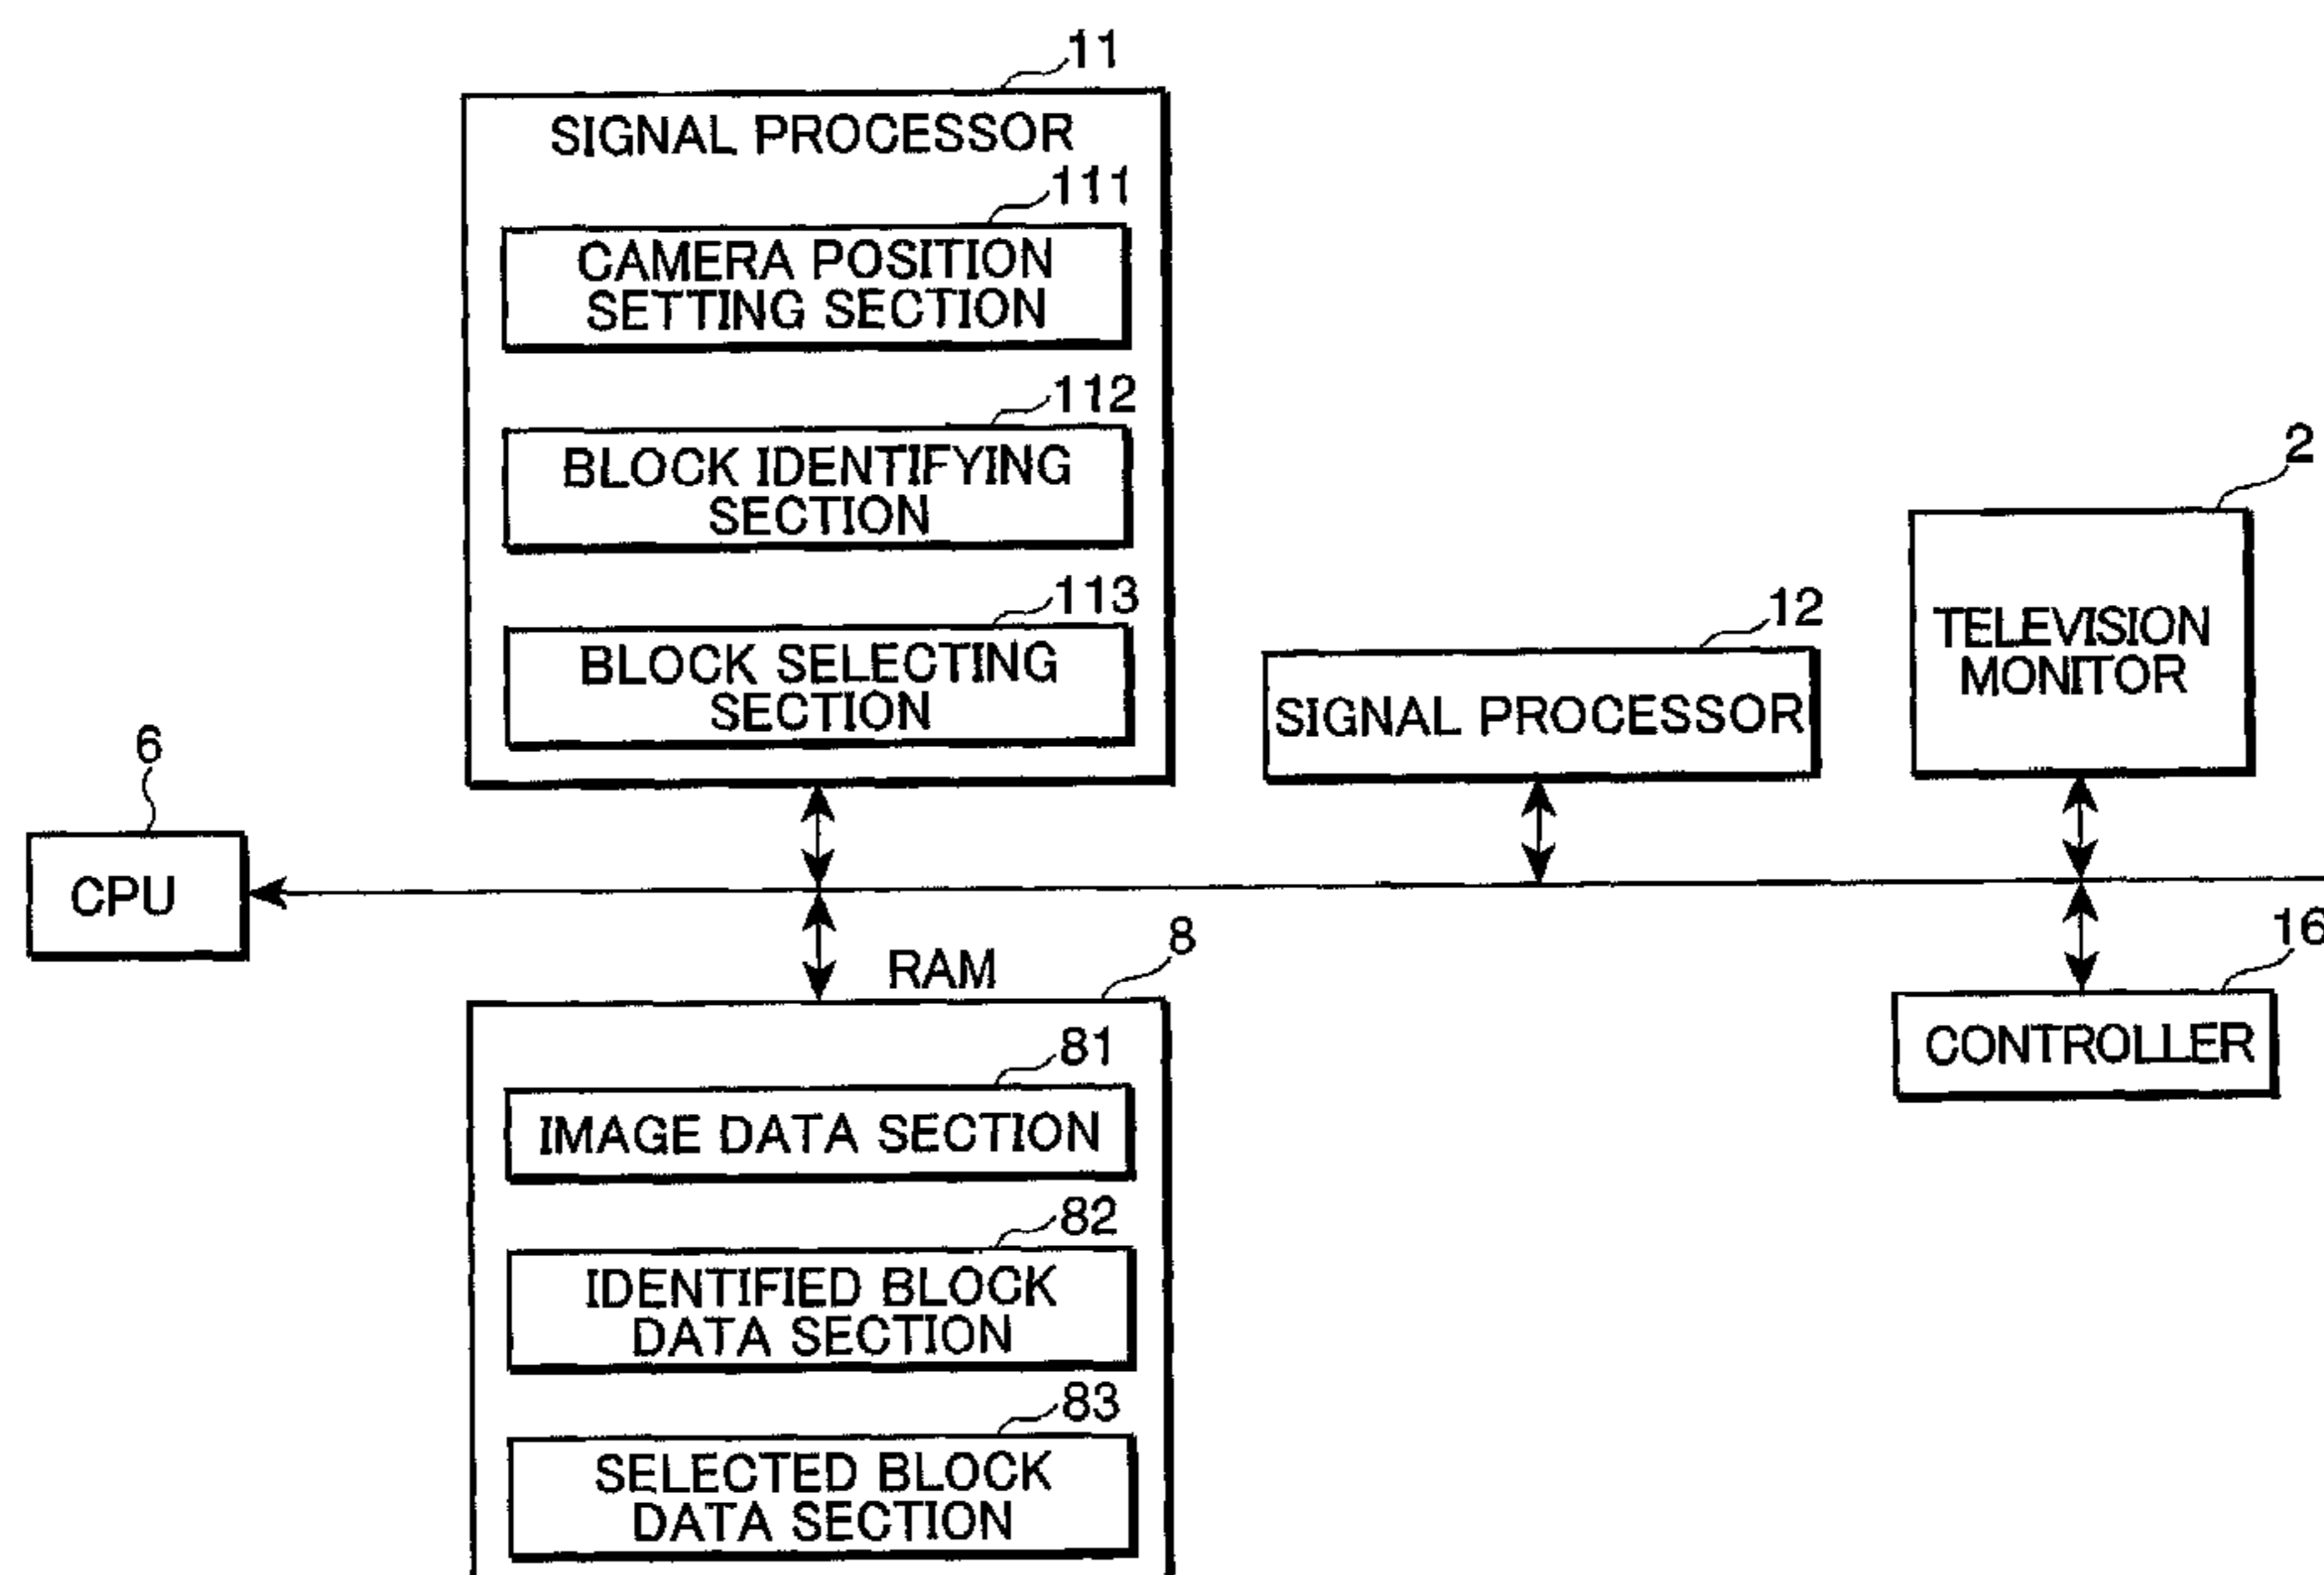 11
SIGNAL PROCESSOR
111
CAMERA POSITION
SETTING SECTION
112
BLOCK IDENTIFYING
SECTION
113
BLOCK SELECTING
SECTION
12
SIGNAL PROCESSOR
2
TELEVISION
MONITOR
6
CPU
16
CONTROLLER
RAM
8
81
IMAGE DATA SECTION
82
IDENTIFIED BLOCK
DATA SECTION
83
SELECTED BLOCK
DATA SECTION